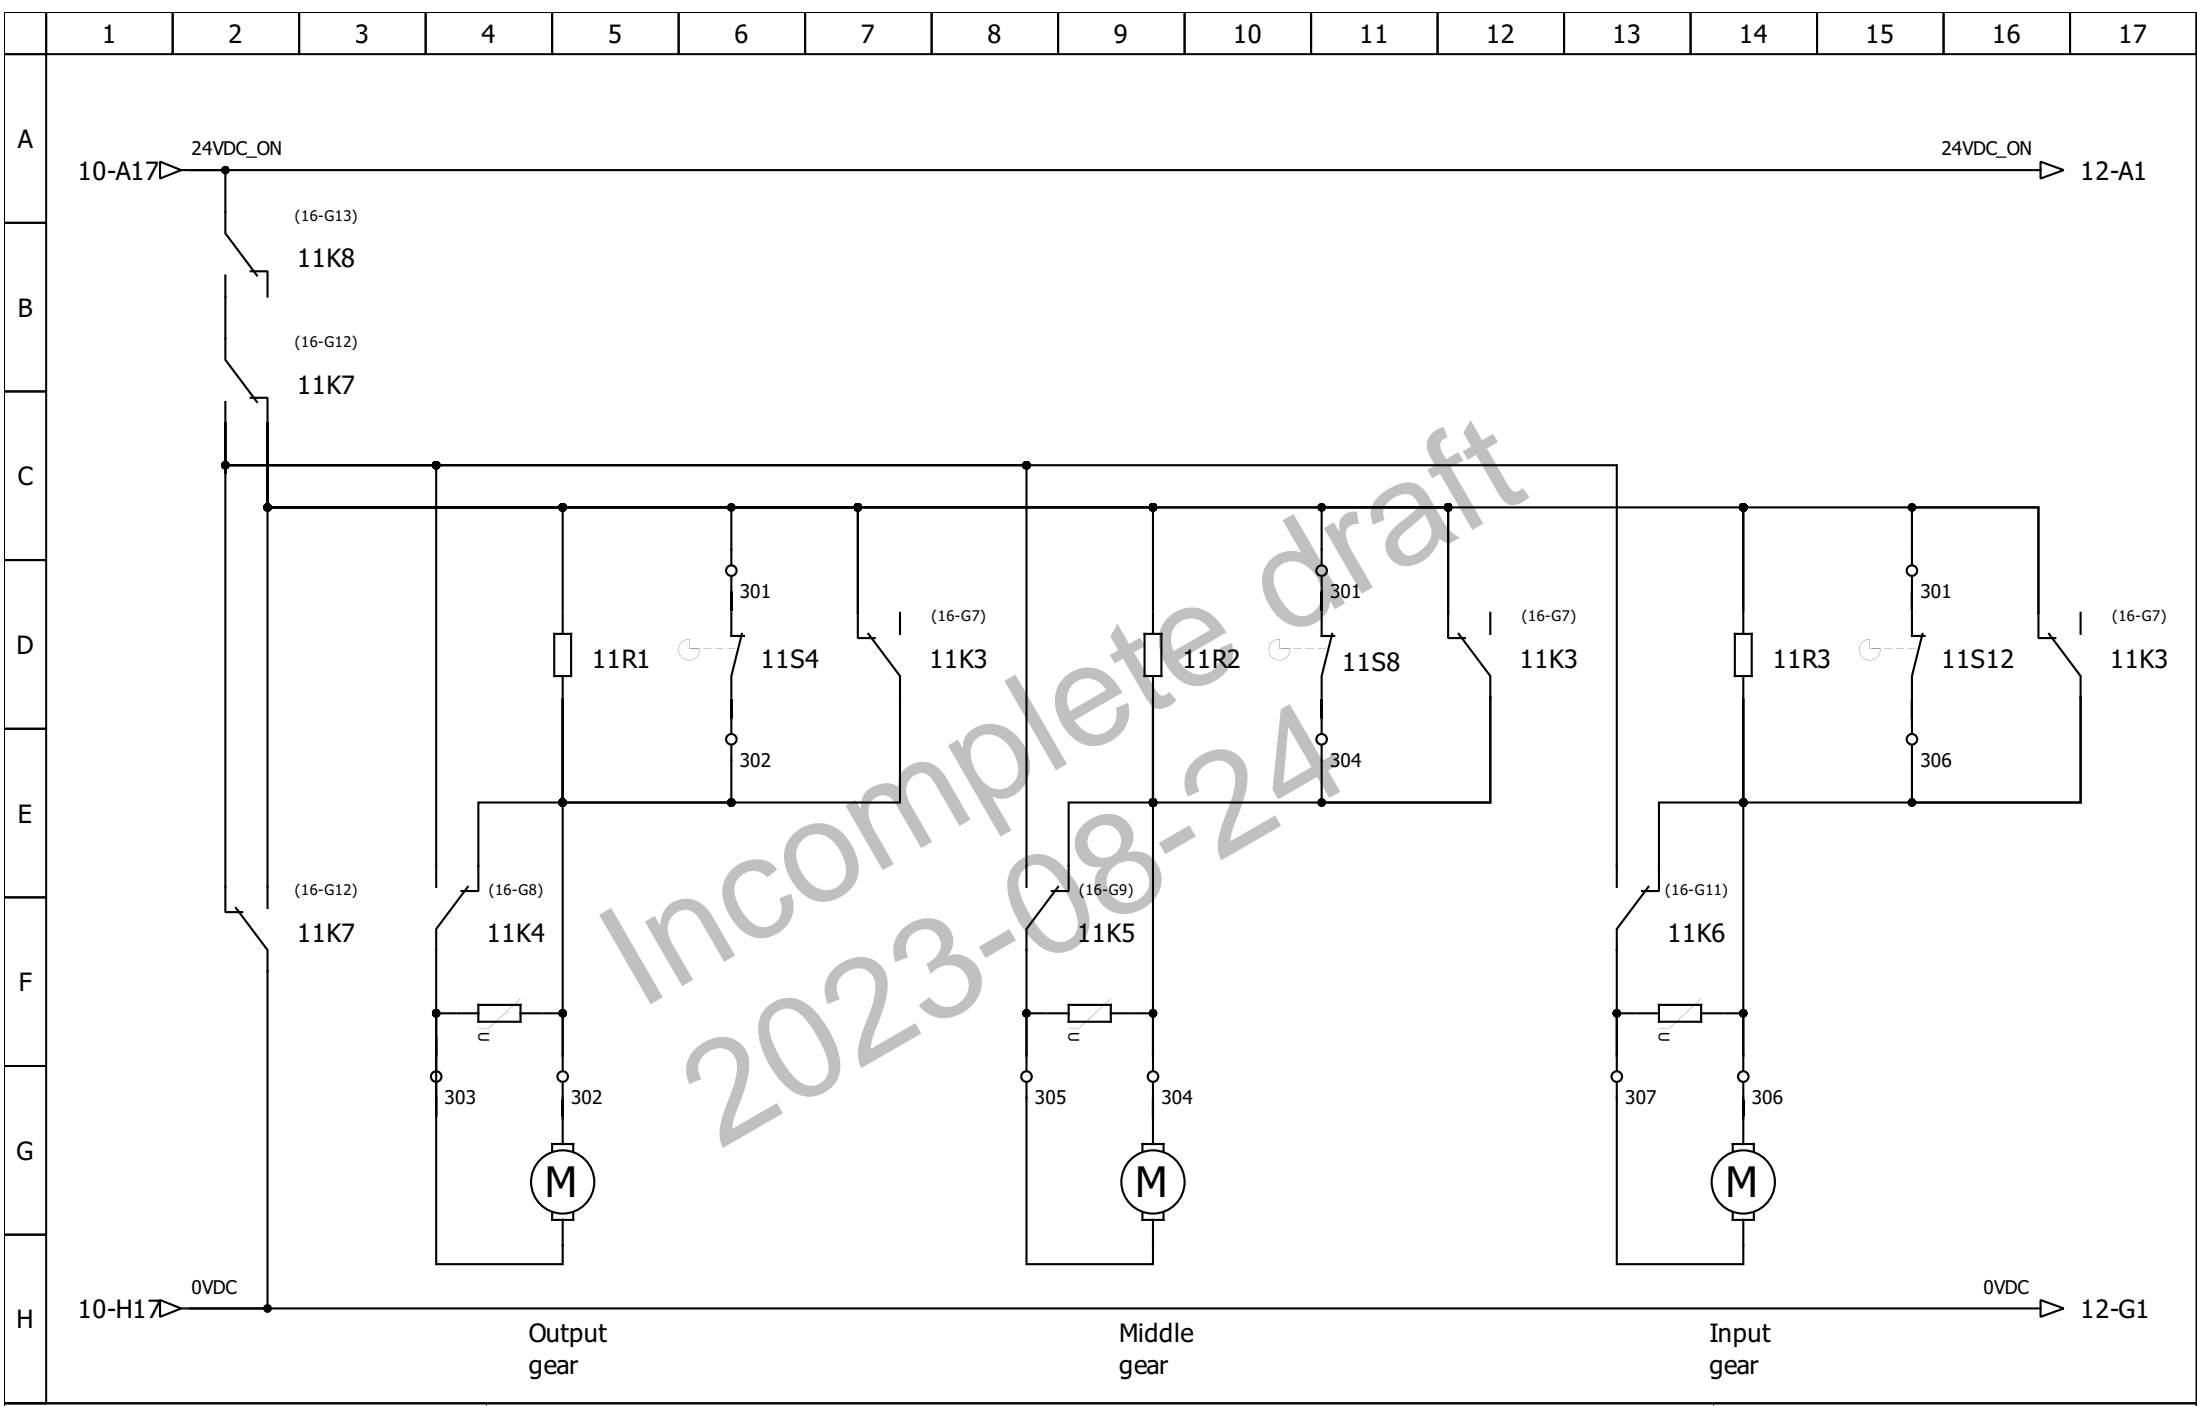 1 2 3 4 5 6 7 8 9 10 11 12 13 14 15 16 17
A
24VDC_ON 24VDC_ON
10-A17 12-A1
(16-G13)
11K8
B
(16-G12)
11K7
C
Incomplete draft
2023-08-24
301 301 301
(16-G7) (16-G7) (16-G7)
D
11R1 11S4 11K3 11R2 11S8 11K3 11R3 11S12 11K3
302 304 306
E
(16-G12) (16-G8) (16-G9) (16-G11)
11K7 11K4 11K5 11K6
F
U U U
303 302 305 304 307 306
G
M M M
0VDC 0VDC
10-H17 12-G1
H
Output Middle Input
gear gear gear